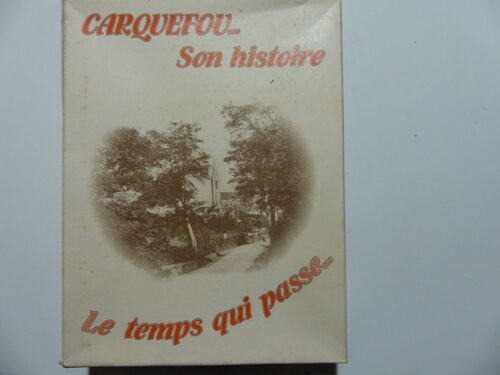 CARQUEFOU...
Son histoire
Le temps qui passe...